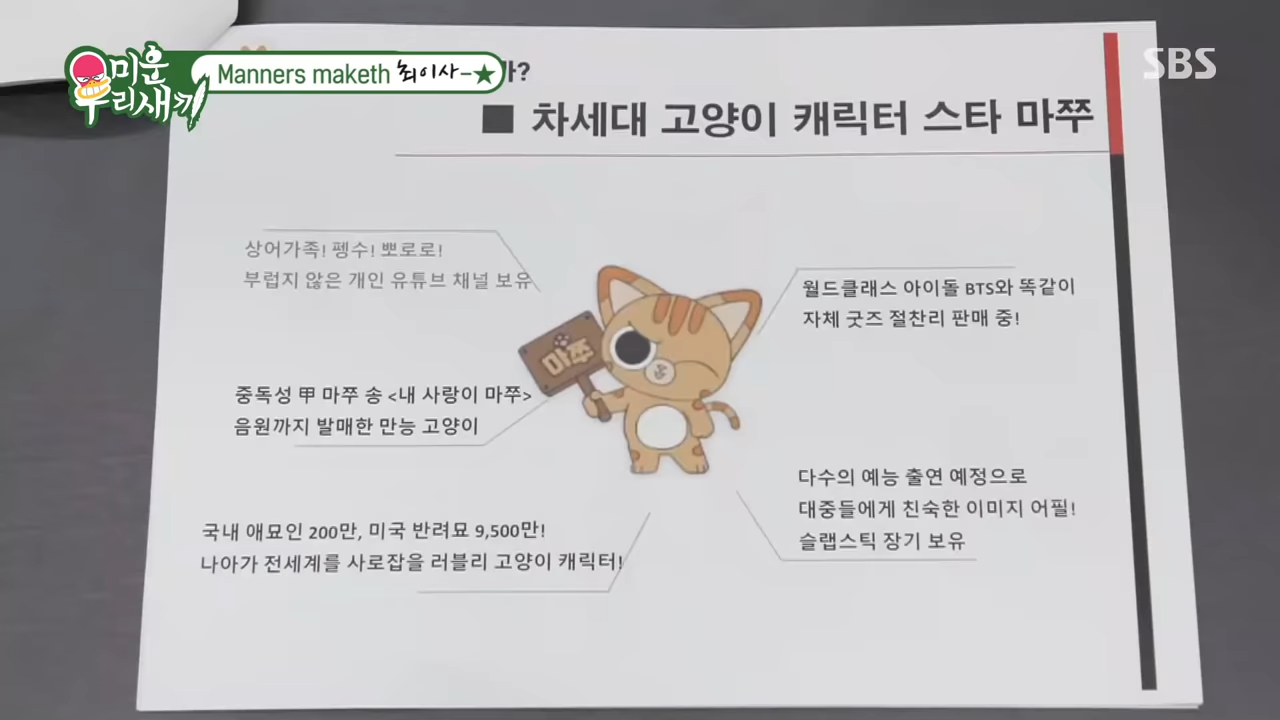 미운
우리새끼
Manners maketh 최이사-★
까?
SBS
■ 차세대 고양이 캐릭터 스타 마쭈
상어가족! 펭수! 뽀로로!
부럽지 않은 개인 유튜브 채널 보유
월드클래스 아이돌 BTS와 똑같이
자체 굿즈 절찬리 판매 중!
마쭈
중독성 甲 마쭈 송 <내 사랑이 마쭈>
음원까지 발매한 만능 고양이
다수의 예능 출연 예정으로
대중들에게 친숙한 이미지 어필!
슬랩스틱 장기 보유
국내 애묘인 200만, 미국 반려묘 9,500만!
나아가 전세계를 사로잡을 러블리 고양이 캐릭터!